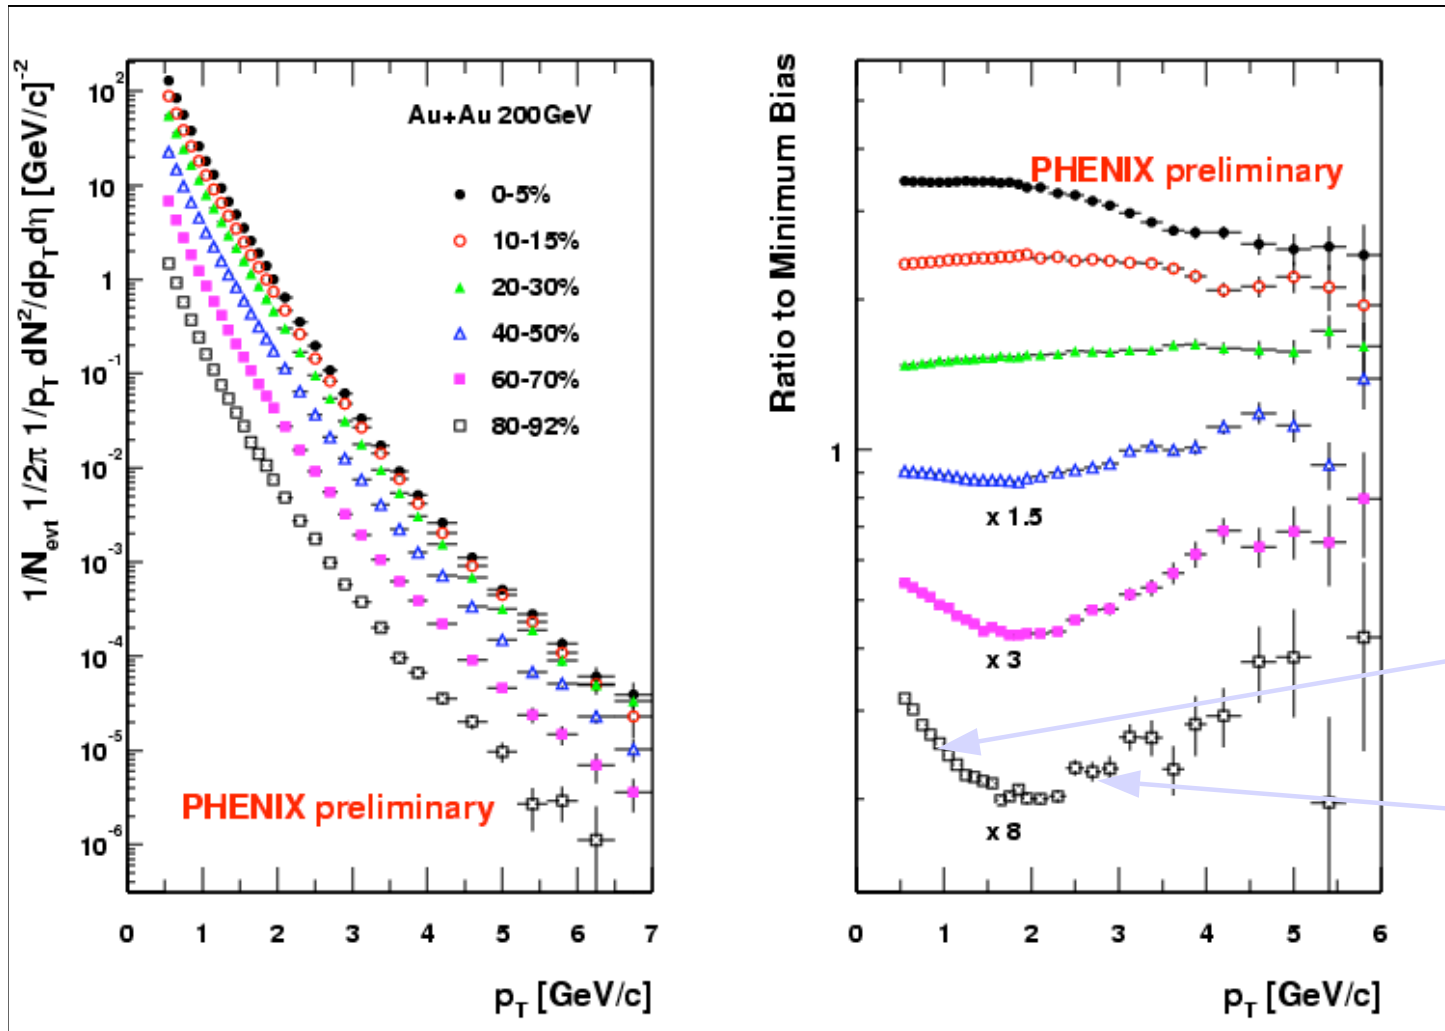 1/N_evt 1/2π 1/p_T dN²/dp_T dη [GeV/c]⁻²
10²
10
1
10⁻¹
10⁻²
10⁻³
10⁻⁴
10⁻⁵
10⁻⁶
Au+Au 200GeV
0-5%
10-15%
20-30%
40-50%
60-70%
80-92%
PHENIX preliminary
0 1 2 3 4 5 6 7
p_T [GeV/c]
Ratio to Minimum Bias
1
PHENIX preliminary
x 1.5
x 3
x 8
0 1 2 3 4 5 6
p_T [GeV/c]